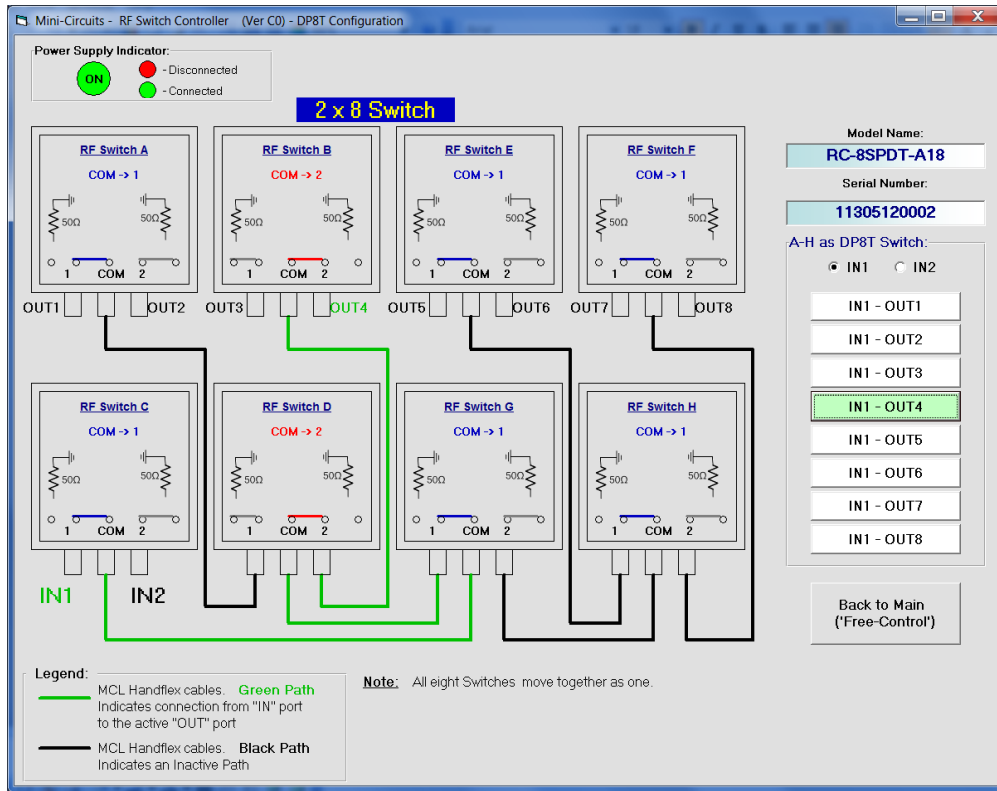 Mini-Circuits - RF Switch Controller (Ver C0) - DP8T Configuration
Power Supply Indicator:
ON
- Disconnected
- Connected
2 x 8 Switch
RF Switch A
COM -> 1
50Ω
50Ω
1 COM 2
OUT1
OUT2
RF Switch B
COM -> 2
50Ω
50Ω
1 COM 2
OUT3
OUT4
RF Switch E
COM -> 1
50Ω
50Ω
1 COM 2
OUT5
OUT6
RF Switch F
COM -> 1
50Ω
50Ω
1 COM 2
OUT7
OUT8
RF Switch C
COM -> 1
50Ω
50Ω
1 COM 2
IN1
IN2
RF Switch D
COM -> 2
50Ω
50Ω
1 COM 2
RF Switch G
COM -> 1
50Ω
50Ω
1 COM 2
RF Switch H
COM -> 1
50Ω
50Ω
1 COM 2
Model Name:
RC-8SPDT-A18
Serial Number:
11305120002
A-H as DP8T Switch:
IN1 IN2
IN1 - OUT1
IN1 - OUT2
IN1 - OUT3
IN1 - OUT4
IN1 - OUT5
IN1 - OUT6
IN1 - OUT7
IN1 - OUT8
Back to Main
('Free-Control')
Legend:
MCL Handflex cables. Green Path
Indicates connection from "IN" port
to the active "OUT" port
MCL Handflex cables. Black Path
Indicates an Inactive Path
Note: All eight Switches move together as one.